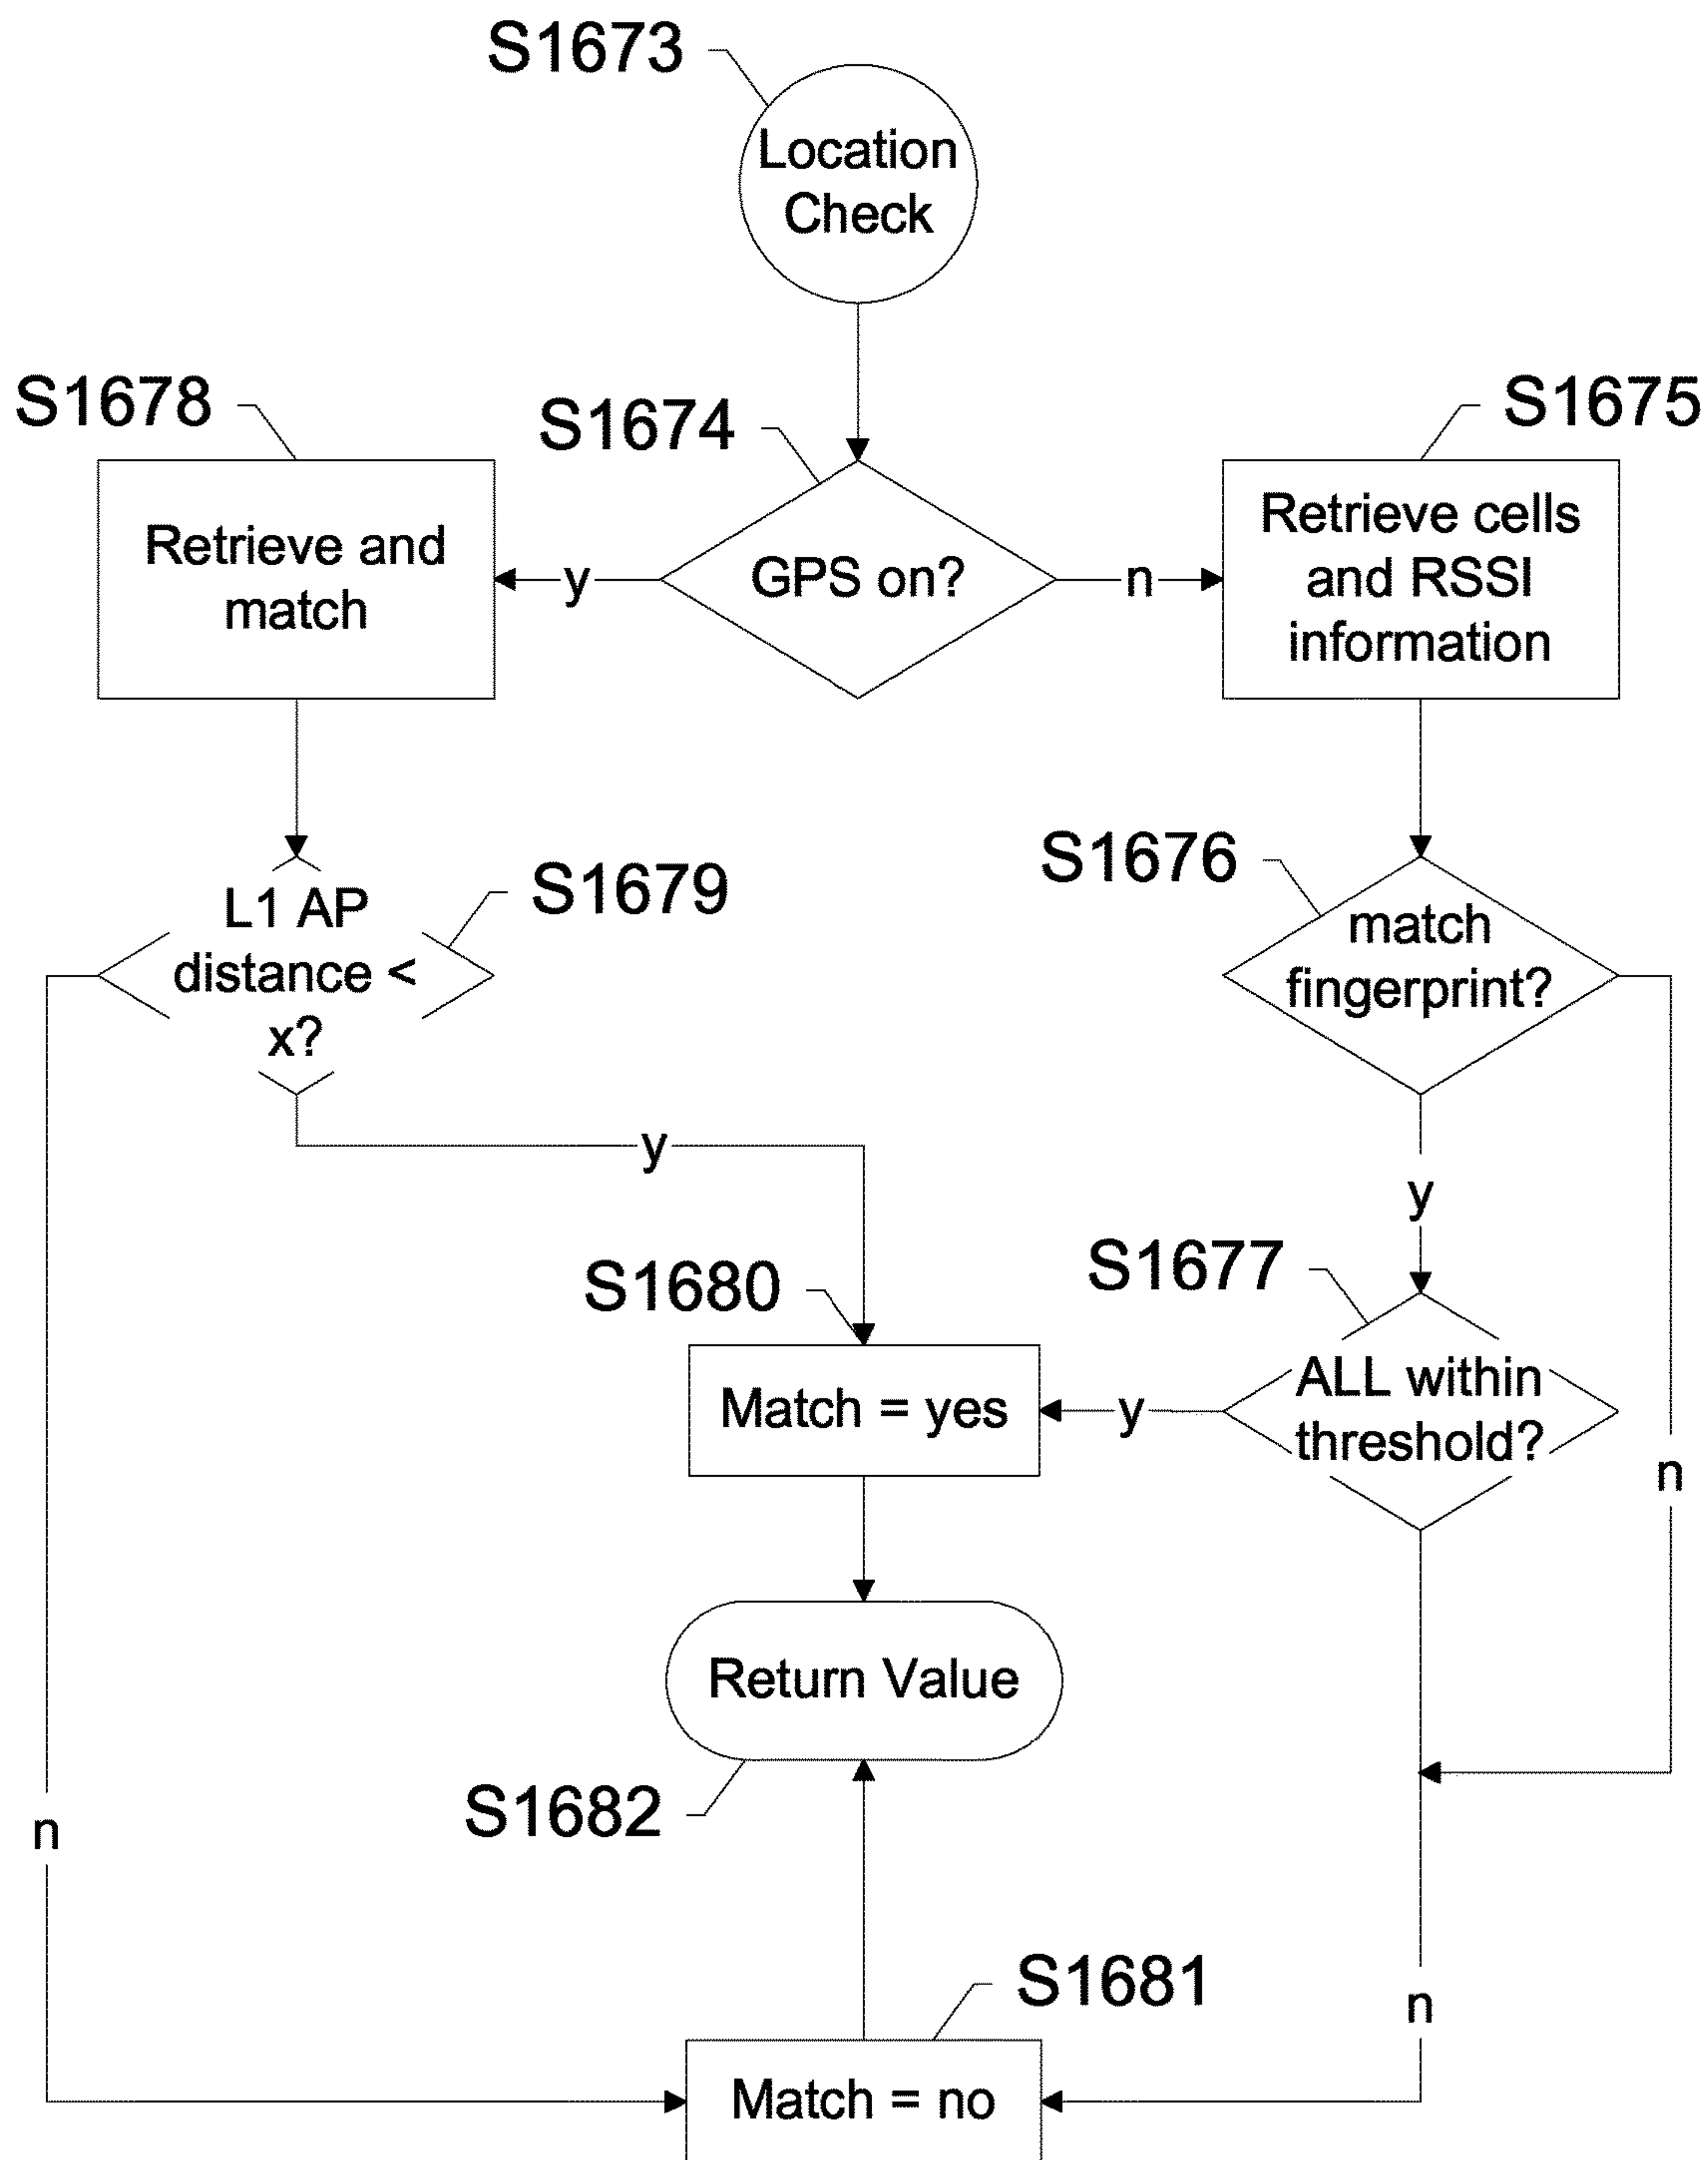 S1673
Location
Check
S1678
S1674
S1675
Retrieve and
match
y
GPS on?
n
Retrieve cells
and RSSI
information
S1679
L1 AP
distance <
x?
S1676
match
fingerprint?
y
y
S1680
S1677
Match = yes
y
ALL within
threshold?
n
Return Value
S1682
n
S1681
n
Match = no